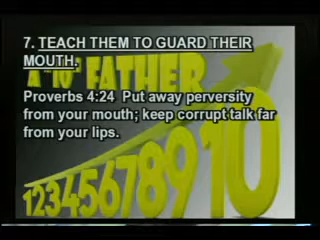 7. TEACH THEM TO GUARD THEIR
MOUTH.
A "10" FATHER
Proverbs 4:24 Put away perversity
from your mouth; keep corrupt talk far
from your lips.
12345678910